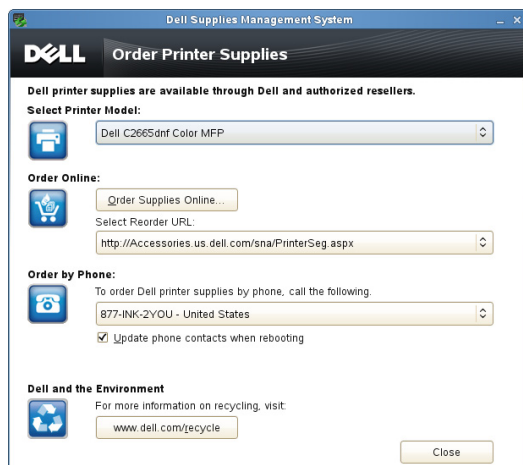 Dell Supplies Management System
DELL Order Printer Supplies
Dell printer supplies are available through Dell and authorized resellers.
Select Printer Model:
Dell C2665dnf Color MFP
Order Online:
Order Supplies Online...
Select Reorder URL:
http://Accessories.us.dell.com/sna/PrinterSeg.aspx
Order by Phone:
To order Dell printer supplies by phone, call the following.
877-INK-2YOU - United States
Update phone contacts when rebooting
Dell and the Environment
For more information on recycling, visit:
www.dell.com/recycle
Close